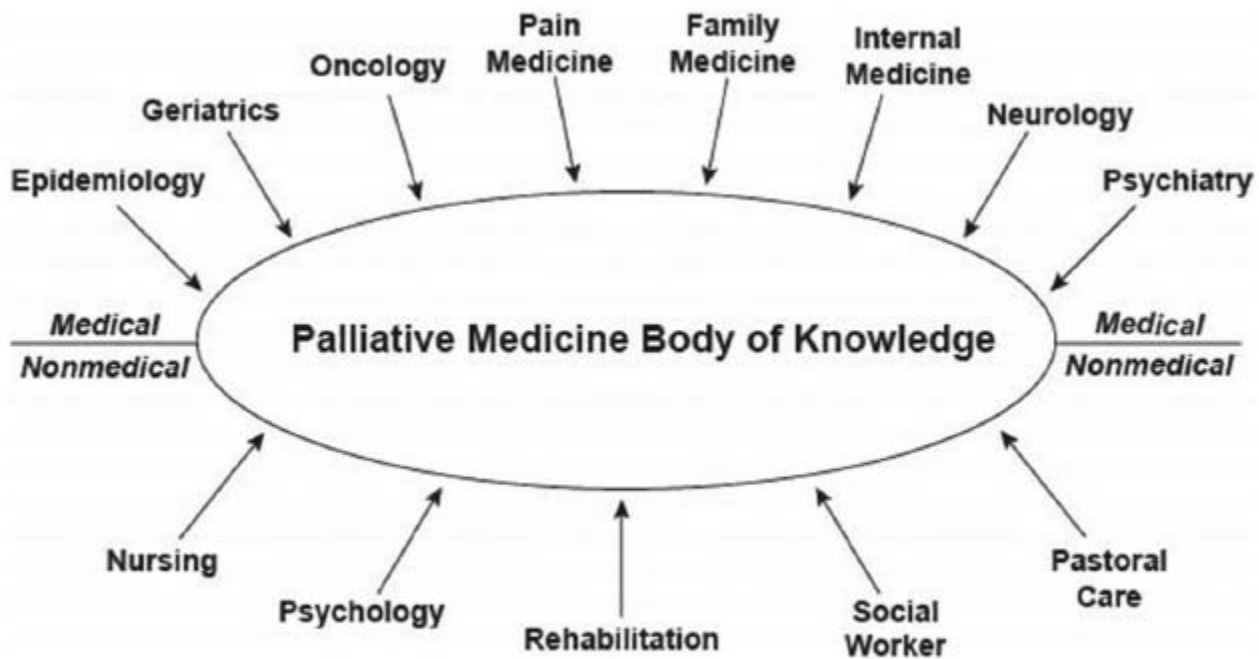 Pain
Medicine
Family
Medicine
Internal
Medicine
Oncology
Geriatrics
Neurology
Epidemiology
Psychiatry
Medical
Nonmedical
Palliative Medicine Body of Knowledge
Medical
Nonmedical
Nursing
Psychology
Rehabilitation
Social
Worker
Pastoral
Care